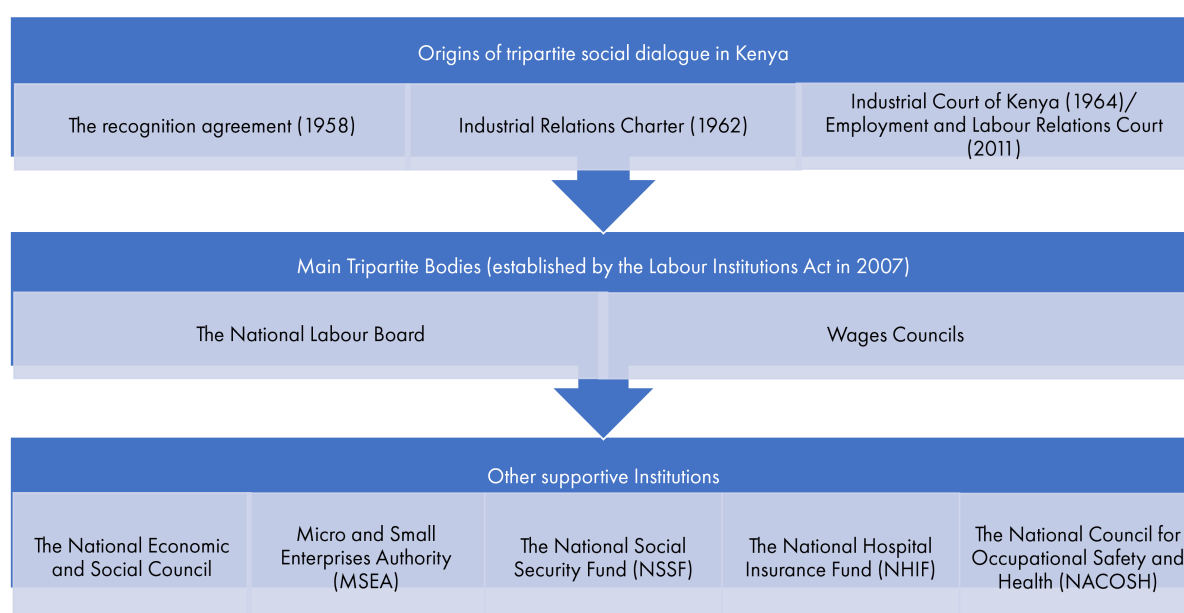 Origins of tripartite social dialogue in Kenya
The recognition agreement (1958)
Industrial Relations Charter (1962)
Industrial Court of Kenya (1964)/
Employment and Labour Relations Court
(2011)
Main Tripartite Bodies (established by the Labour Institutions Act in 2007)
The National Labour Board
Wages Councils
Other supportive Institutions
The National Economic
and Social Council
Micro and Small
Enterprises Authority
(MSEA)
The National Social
Security Fund (NSSF)
The National Hospital
Insurance Fund (NHIF)
The National Council for
Occupational Safety and
Health (NACOSH)